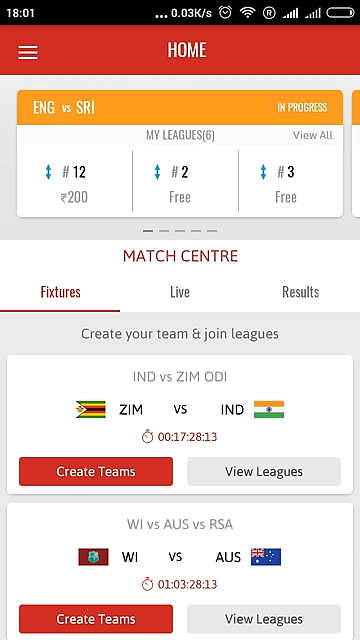 18:01 ... 0.03K/s R
HOME
ENG vs SRI IN PROGRESS
MY LEAGUES(6) View All
# 12 # 2 # 3
₹200 Free Free
MATCH CENTRE
Fixtures Live Results
Create your team & join leagues
IND vs ZIM ODI
ZIM VS IND
00:17:28:13
Create Teams View Leagues
WI vs AUS vs RSA
WI VS AUS
01:03:28:13
Create Teams View Leagues